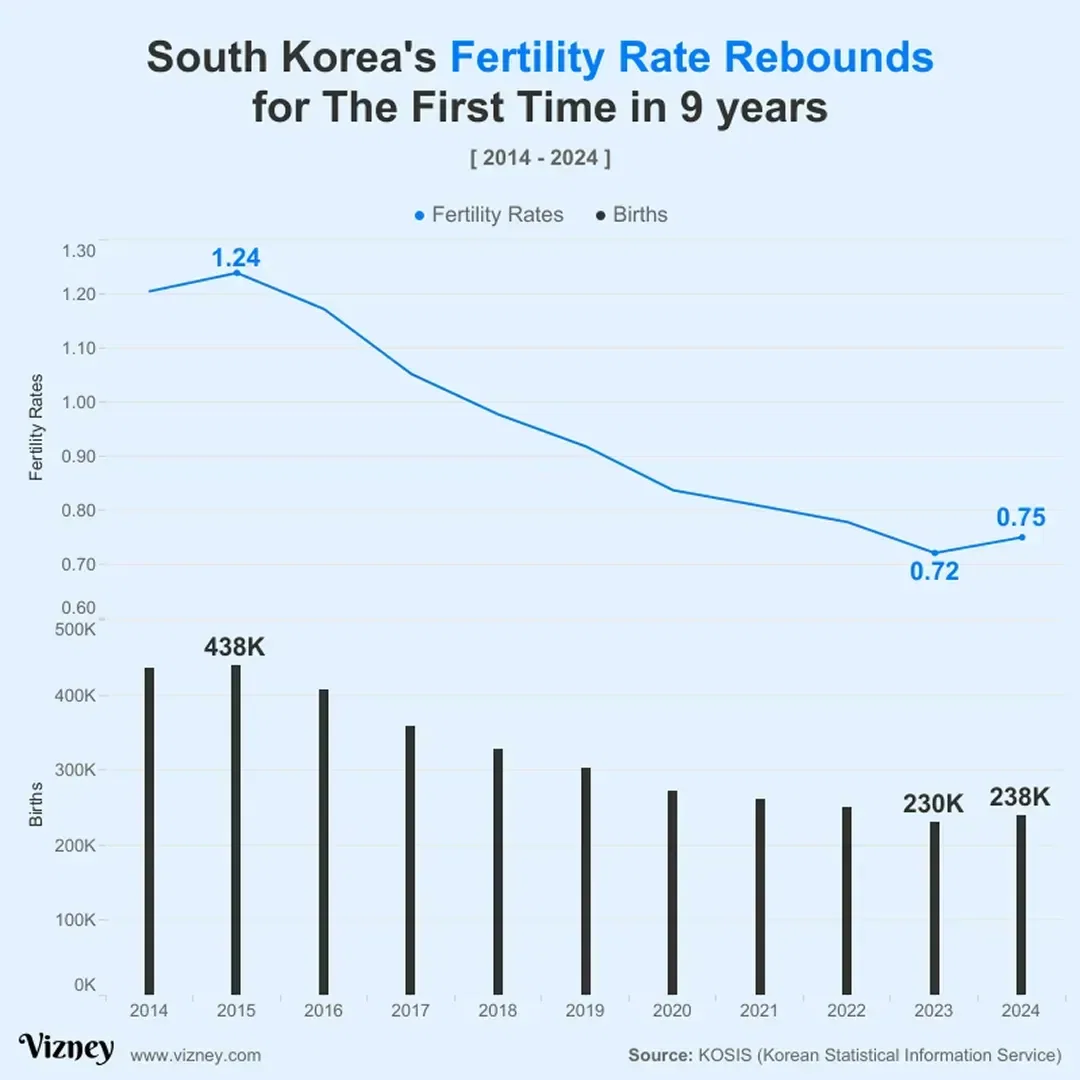 South Korea's Fertility Rate Rebounds
for The First Time in 9 years
[ 2014 - 2024 ]
Fertility Rates Births
1.30
1.20
1.10
1.00
0.90
0.80
0.70
0.60
Fertility Rates
1.24
0.72
0.75
500K
400K
300K
200K
100K
0K
Births
438K
230K
238K
2014 2015 2016 2017 2018 2019 2020 2021 2022 2023 2024
Vizney www.vizney.com
Source: KOSIS (Korean Statistical Information Service)